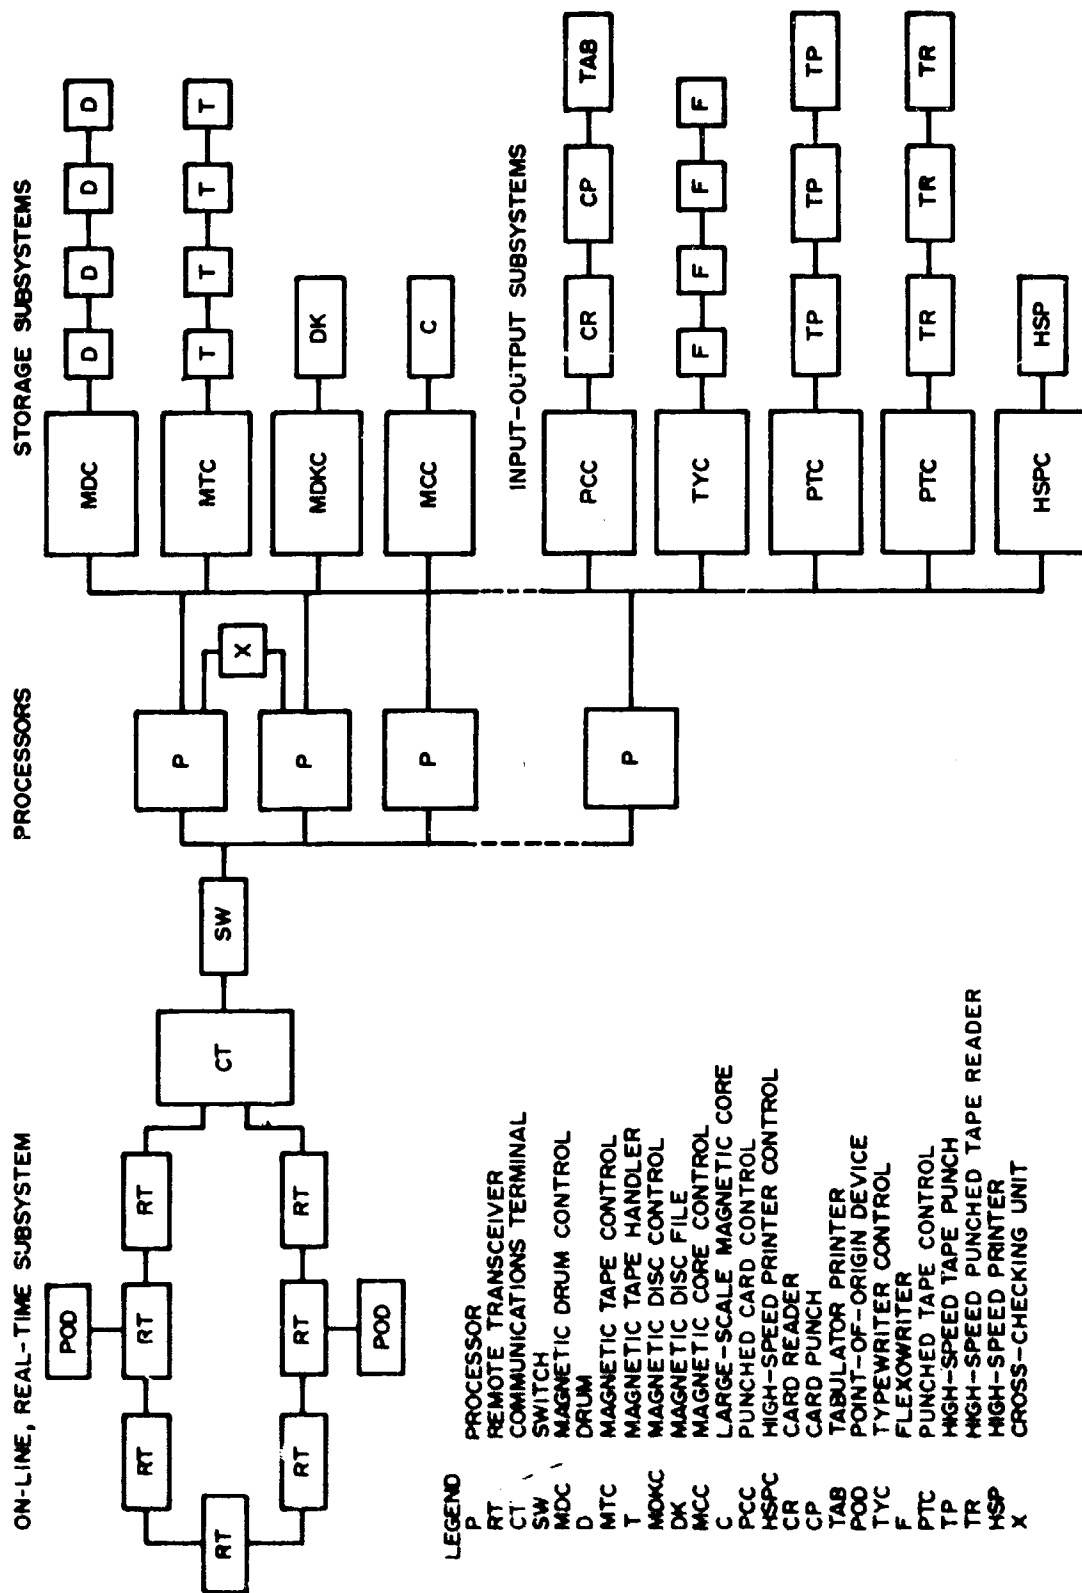 ON-LINE, REAL-TIME SUBSYSTEM
PROCESSORS
STORAGE SUBSYSTEMS
POD
RT
RT
RT
RT
RT
RT
RT
POD
CT
SW
P
P
P
P
X
MDC
D
D
D
D
MTC
T
T
T
T
MDKC
DK
MCC
C
INPUT-OUTPUT SUBSYSTEMS
PCC
CR
CP
TAB
TYC
F
F
F
F
PTC
TP
TP
TP
PTC
TR
TR
TR
HSPC
HSP
LEGEND
P PROCESSOR
RT REMOTE TRANSCEIVER
CT COMMUNICATIONS TERMINAL
SW SWITCH
MDC MAGNETIC DRUM CONTROL
D DRUM
MTC MAGNETIC TAPE CONTROL
T MAGNETIC TAPE HANDLER
MDKC MAGNETIC DISC CONTROL
DK MAGNETIC DISC FILE
MCC MAGNETIC CORE CONTROL
C LARGE-SCALE MAGNETIC CORE
PCC PUNCHED CARD CONTROL
HSPC HIGH-SPEED PRINTER CONTROL
CR CARD READER
CP CARD PUNCH
TAB TABULATOR PRINTER
POD POINT-OF-ORIGIN DEVICE
TYC TYPEWRITER CONTROL
F FLEXOWRITER
PTC PUNCHED TAPE CONTROL
TP HIGH-SPEED TAPE PUNCH
TR HIGH-SPEED PUNCHED TAPE READER
HSP HIGH-SPEED PRINTER
X CROSS-CHECKING UNIT